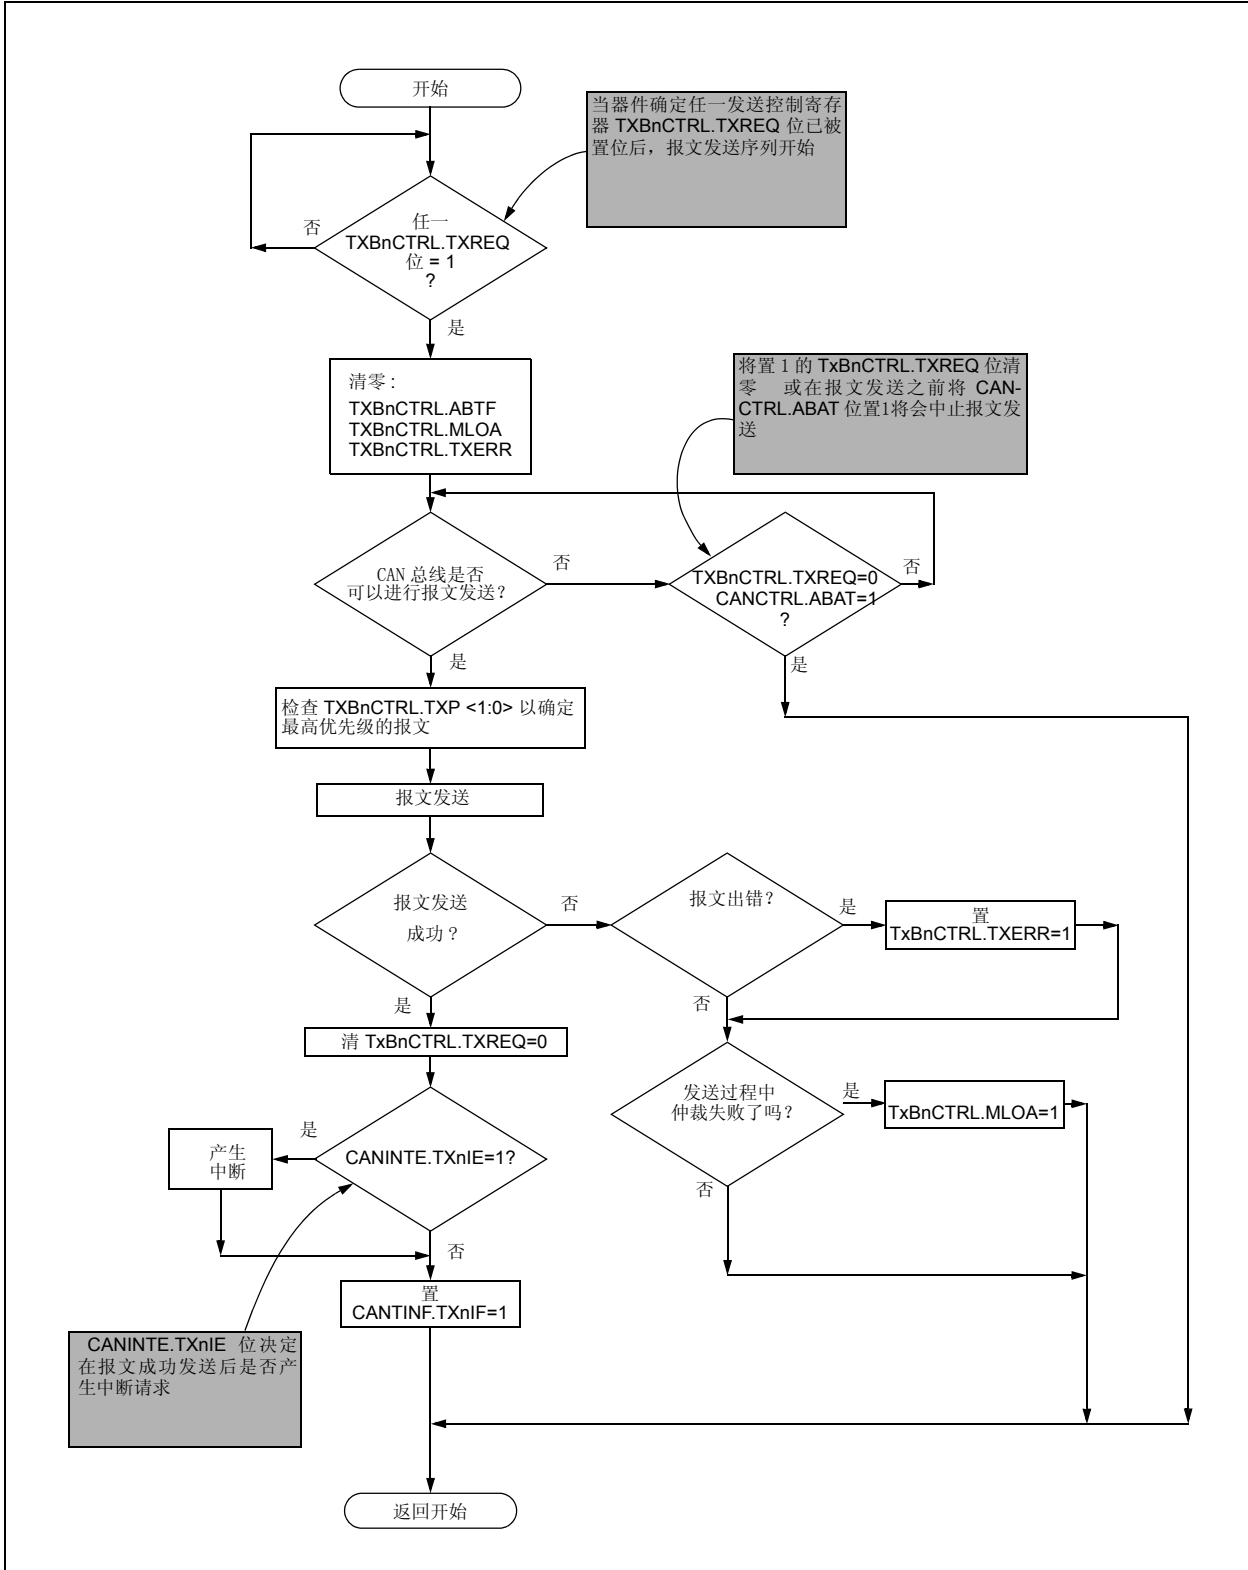 开始
当器件确定任一发送控制寄存
器 TXBnCTRL.TXREQ 位已被
置位后，报文发送序列开始
否
任一
TXBnCTRL.TXREQ
位 = 1
?
是
清零 :
TXBnCTRL.ABTF
TXBnCTRL.MLOA
TXBnCTRL.TXERR
将置 1 的 TxBnCTRL.TXREQ 位清
零 或在报文发送之前将 CAN-
CTRL.ABAT 位置1将会中止报文发
送
CAN 总线是否
可以进行报文发送?
否
TXBnCTRL.TXREQ=0
CANCTRL.ABAT=1
?
否
是
是
检查 TXBnCTRL.TXP <1:0> 以确定
最高优先级的报文
报文发送
报文发送
成功 ?
否
报文出错?
是
置
TxBnCTRL.TXERR=1
是
否
清 TxBnCTRL.TXREQ=0
发送过程中
仲裁失败了吗?
是
TxBnCTRL.MLOA=1
是
产生
中断
CANINTE.TXnIE=1?
否
否
置
CANTINF.TXnIF=1
CANINTE.TXnIE 位决定
在报文成功发送后是否产
生中断请求
返回开始